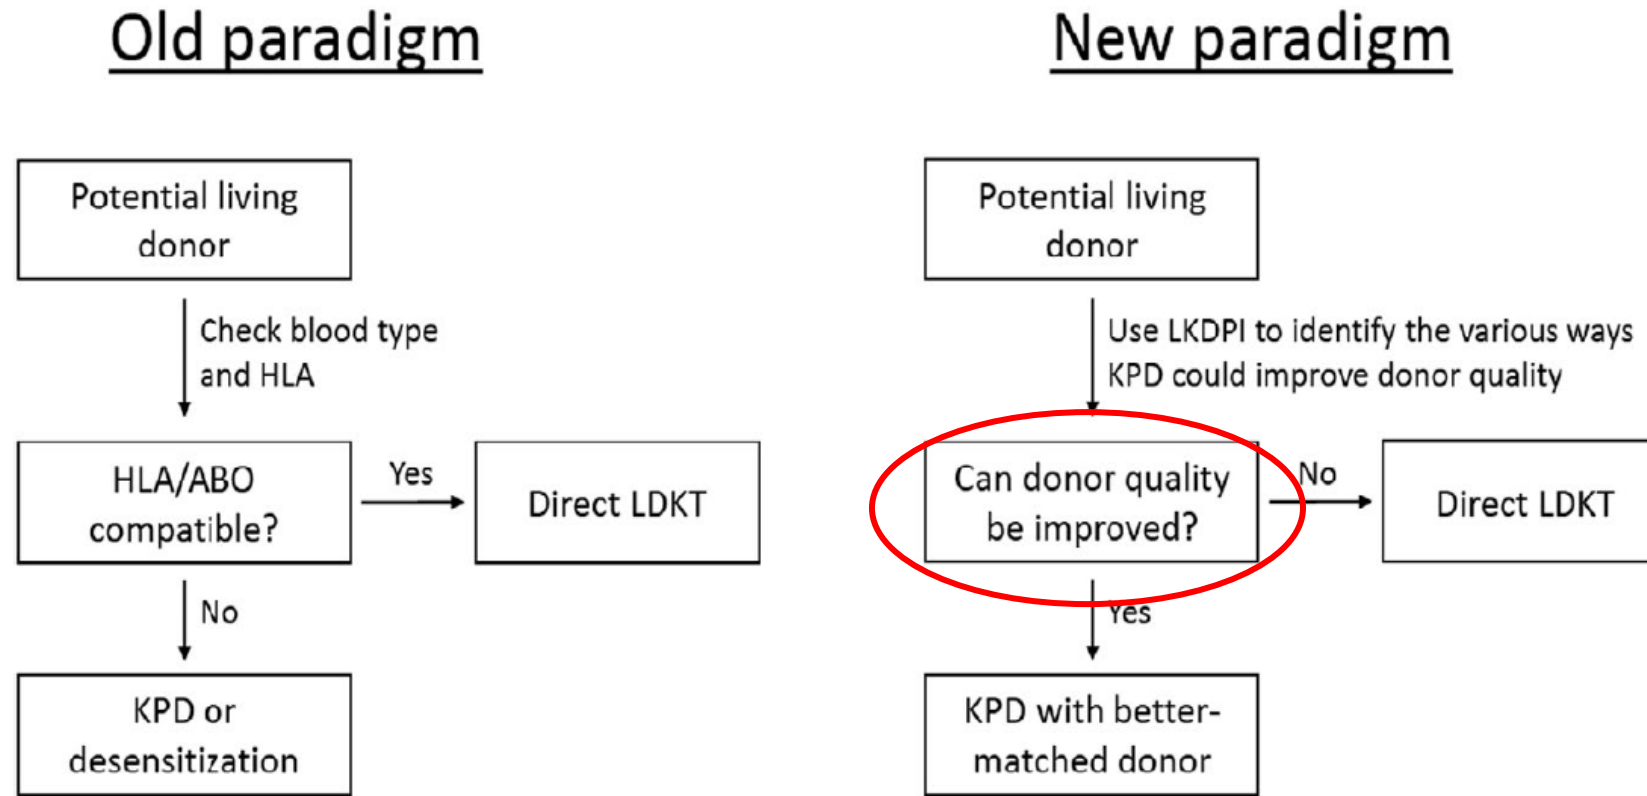 Old paradigm
Potential living
donor
Check blood type
and HLA
HLA/ABO
compatible?
Yes
Direct LDKT
No
KPD or
desensitization
New paradigm
Potential living
donor
Use LKDPI to identify the various ways
KPD could improve donor quality
Can donor quality
be improved?
No
Direct LDKT
Yes
KPD with better-
matched donor